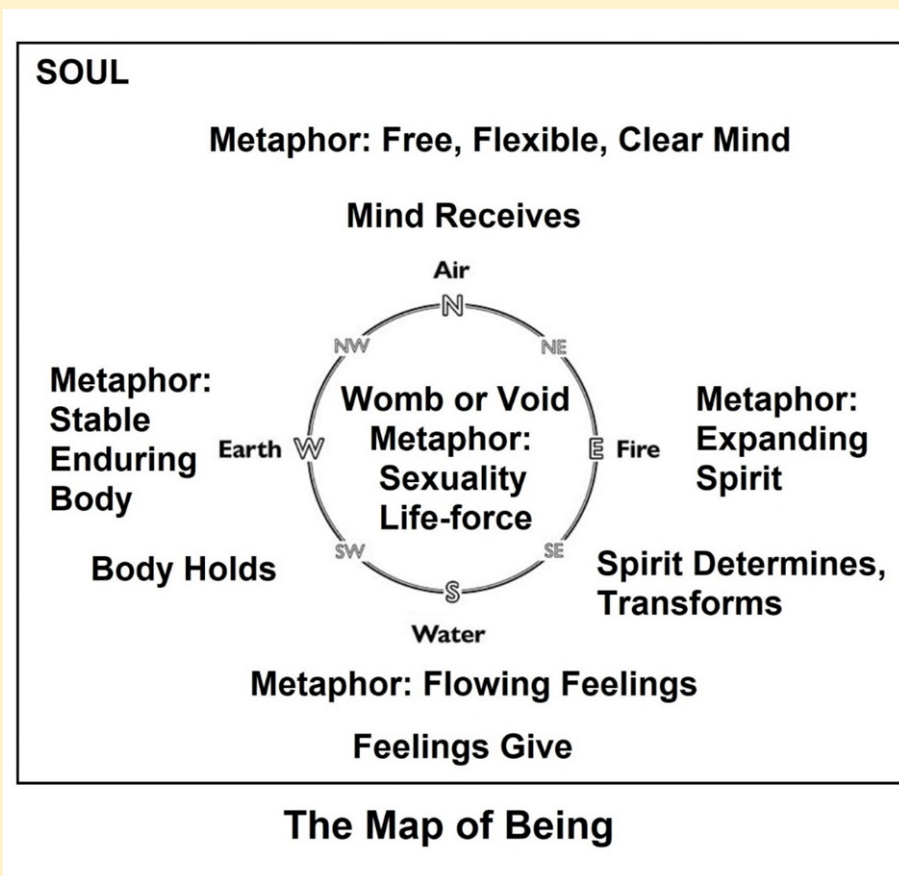 SOUL
Metaphor: Free, Flexible, Clear Mind
Mind Receives
Air
N
NW
NE
Metaphor:
Stable
Enduring
Body
Earth
W
Womb or Void
Metaphor:
Sexuality
Life-force
E
Fire
Metaphor:
Expanding
Spirit
SW
SE
Body Holds
Spirit Determines,
Transforms
S
Water
Metaphor: Flowing Feelings
Feelings Give
The Map of Being